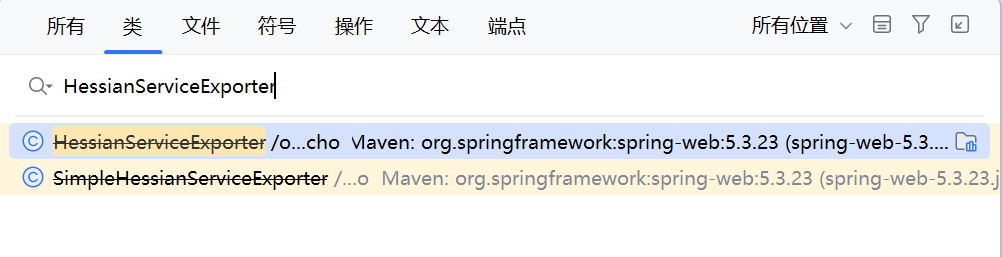 所有 类 文件 符号 操作 文本 端点 所有位置
HessianServiceExporter
HessianServiceExporter /o...cho Maven: org.springframework:spring-web:5.3.23 (spring-web-5.3....
SimpleHessianServiceExporter /...o Maven: org.springframework:spring-web:5.3.23 (spring-web-5.3.23.j